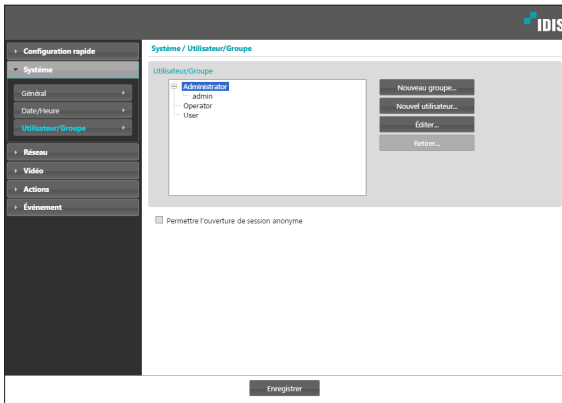 IDIS
Configuration rapide
Système
Général
Date/Heure
Utilisateur/Groupe
Réseau
Vidéo
Actions
Événement
Système / Utilisateur/Groupe
Utilisateur/Groupe
Administrator
admin
Operator
User
Nouveau groupe...
Nouvel utilisateur...
Éditer...
Retirer...
Permettre l'ouverture de session anonyme
Enregistrer